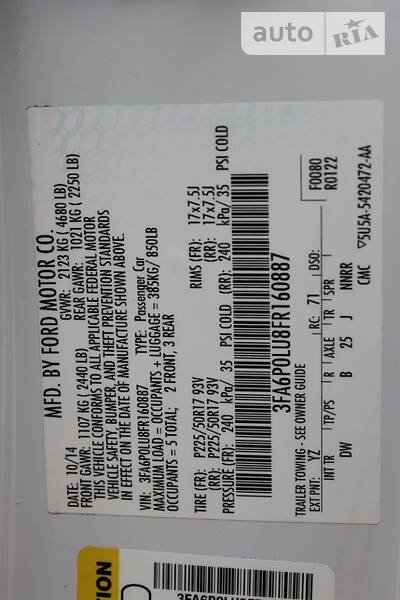 auto RIA
MFD. BY FORD MOTOR CO.
DATE: 10/14 GVWR: 2123 KG ( 4680 LB)
FRONT GAWR: 1107 KG ( 2440 LB) REAR GAWR: 1021 KG ( 2250 LB)
THIS VEHICLE CONFORMS TO ALL APPLICABLE FEDERAL MOTOR
VEHICLE SAFETY, BUMPER, AND THEFT PREVENTION STANDARDS
IN EFFECT ON THE DATE OF MANUFACTURE SHOWN ABOVE.
VIN: 3FA6P0LU8FR160887 TYPE: Passenger Car
MAXIMUM LOAD = OCCUPANTS + LUGGAGE = 385KG/ 850LB
OCCUPANTS = 5 TOTAL; 2 FRONT, 3 REAR
TIRE (FR): P225/50R17 93V RIMS (FR): 17x7.5J
(RR): P225/50R17 93V (RR): 17x7.5J
PRESSURE (FR): 240 kPa/ 35 PSI COLD (RR): 240 kPa/ 35 PSI COLD
3FA6P0LU8FR160887
TRAILER TOWING - SEE OWNER GUIDE
F0080
R0122
EXT PNT: YZ RC: 71 DSO:
INT TR TP/PS R AXLE TR SPR
DW B 25 J NNRR
CMC 5U5A-5420472-AA